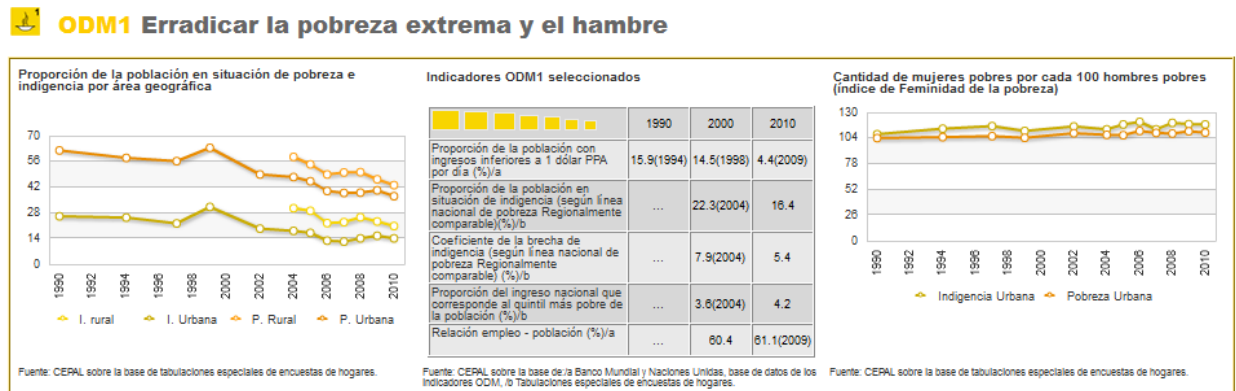 1
ODM1 Erradicar la pobreza extrema y el hambre
Proporción de la población en situación de pobreza e
indigencia por área geográfica
70
56
42
28
14
0
1990
1992
1994
1996
1998
2000
2002
2004
2006
2008
2010
I. rural
I. Urbana
P. Rural
P. Urbana
Fuente: CEPAL sobre la base de tabulaciones especiales de encuestas de hogares.
Indicadores ODM1 seleccionados
1990 2000 2010
Proporción de la población con
ingresos inferiores a 1 dólar PPA
por día (%)/a
15.9(1994) 14.5(1998) 4.4(2009)
Proporción de la población en
situación de indigencia (según línea
nacional de pobreza Regionalmente
comparable)(%)/b
... 22.3(2004) 16.4
Coeficiente de la brecha de
indigencia (según línea nacional de
pobreza Regionalmente
comparable) (%)/b
... 7.9(2004) 5.4
Proporción del ingreso nacional que
corresponde al quintil más pobre de
la población (%)/b
... 3.6(2004) 4.2
Relación empleo - población (%)/a
... 60.4 61.1(2009)
Fuente: CEPAL sobre la base de:/a Banco Mundial y Naciones Unidas, base de datos de los
Indicadores ODM, /b Tabulaciones especiales de encuestas de hogares.
Cantidad de mujeres pobres por cada 100 hombres pobres
(índice de Feminidad de la pobreza)
130
104
78
52
26
0
1990
1992
1994
1996
1998
2000
2002
2004
2006
2008
2010
Indigencia Urbana
Pobreza Urbana
Fuente: CEPAL sobre la base de tabulaciones especiales de encuestas de hogares.